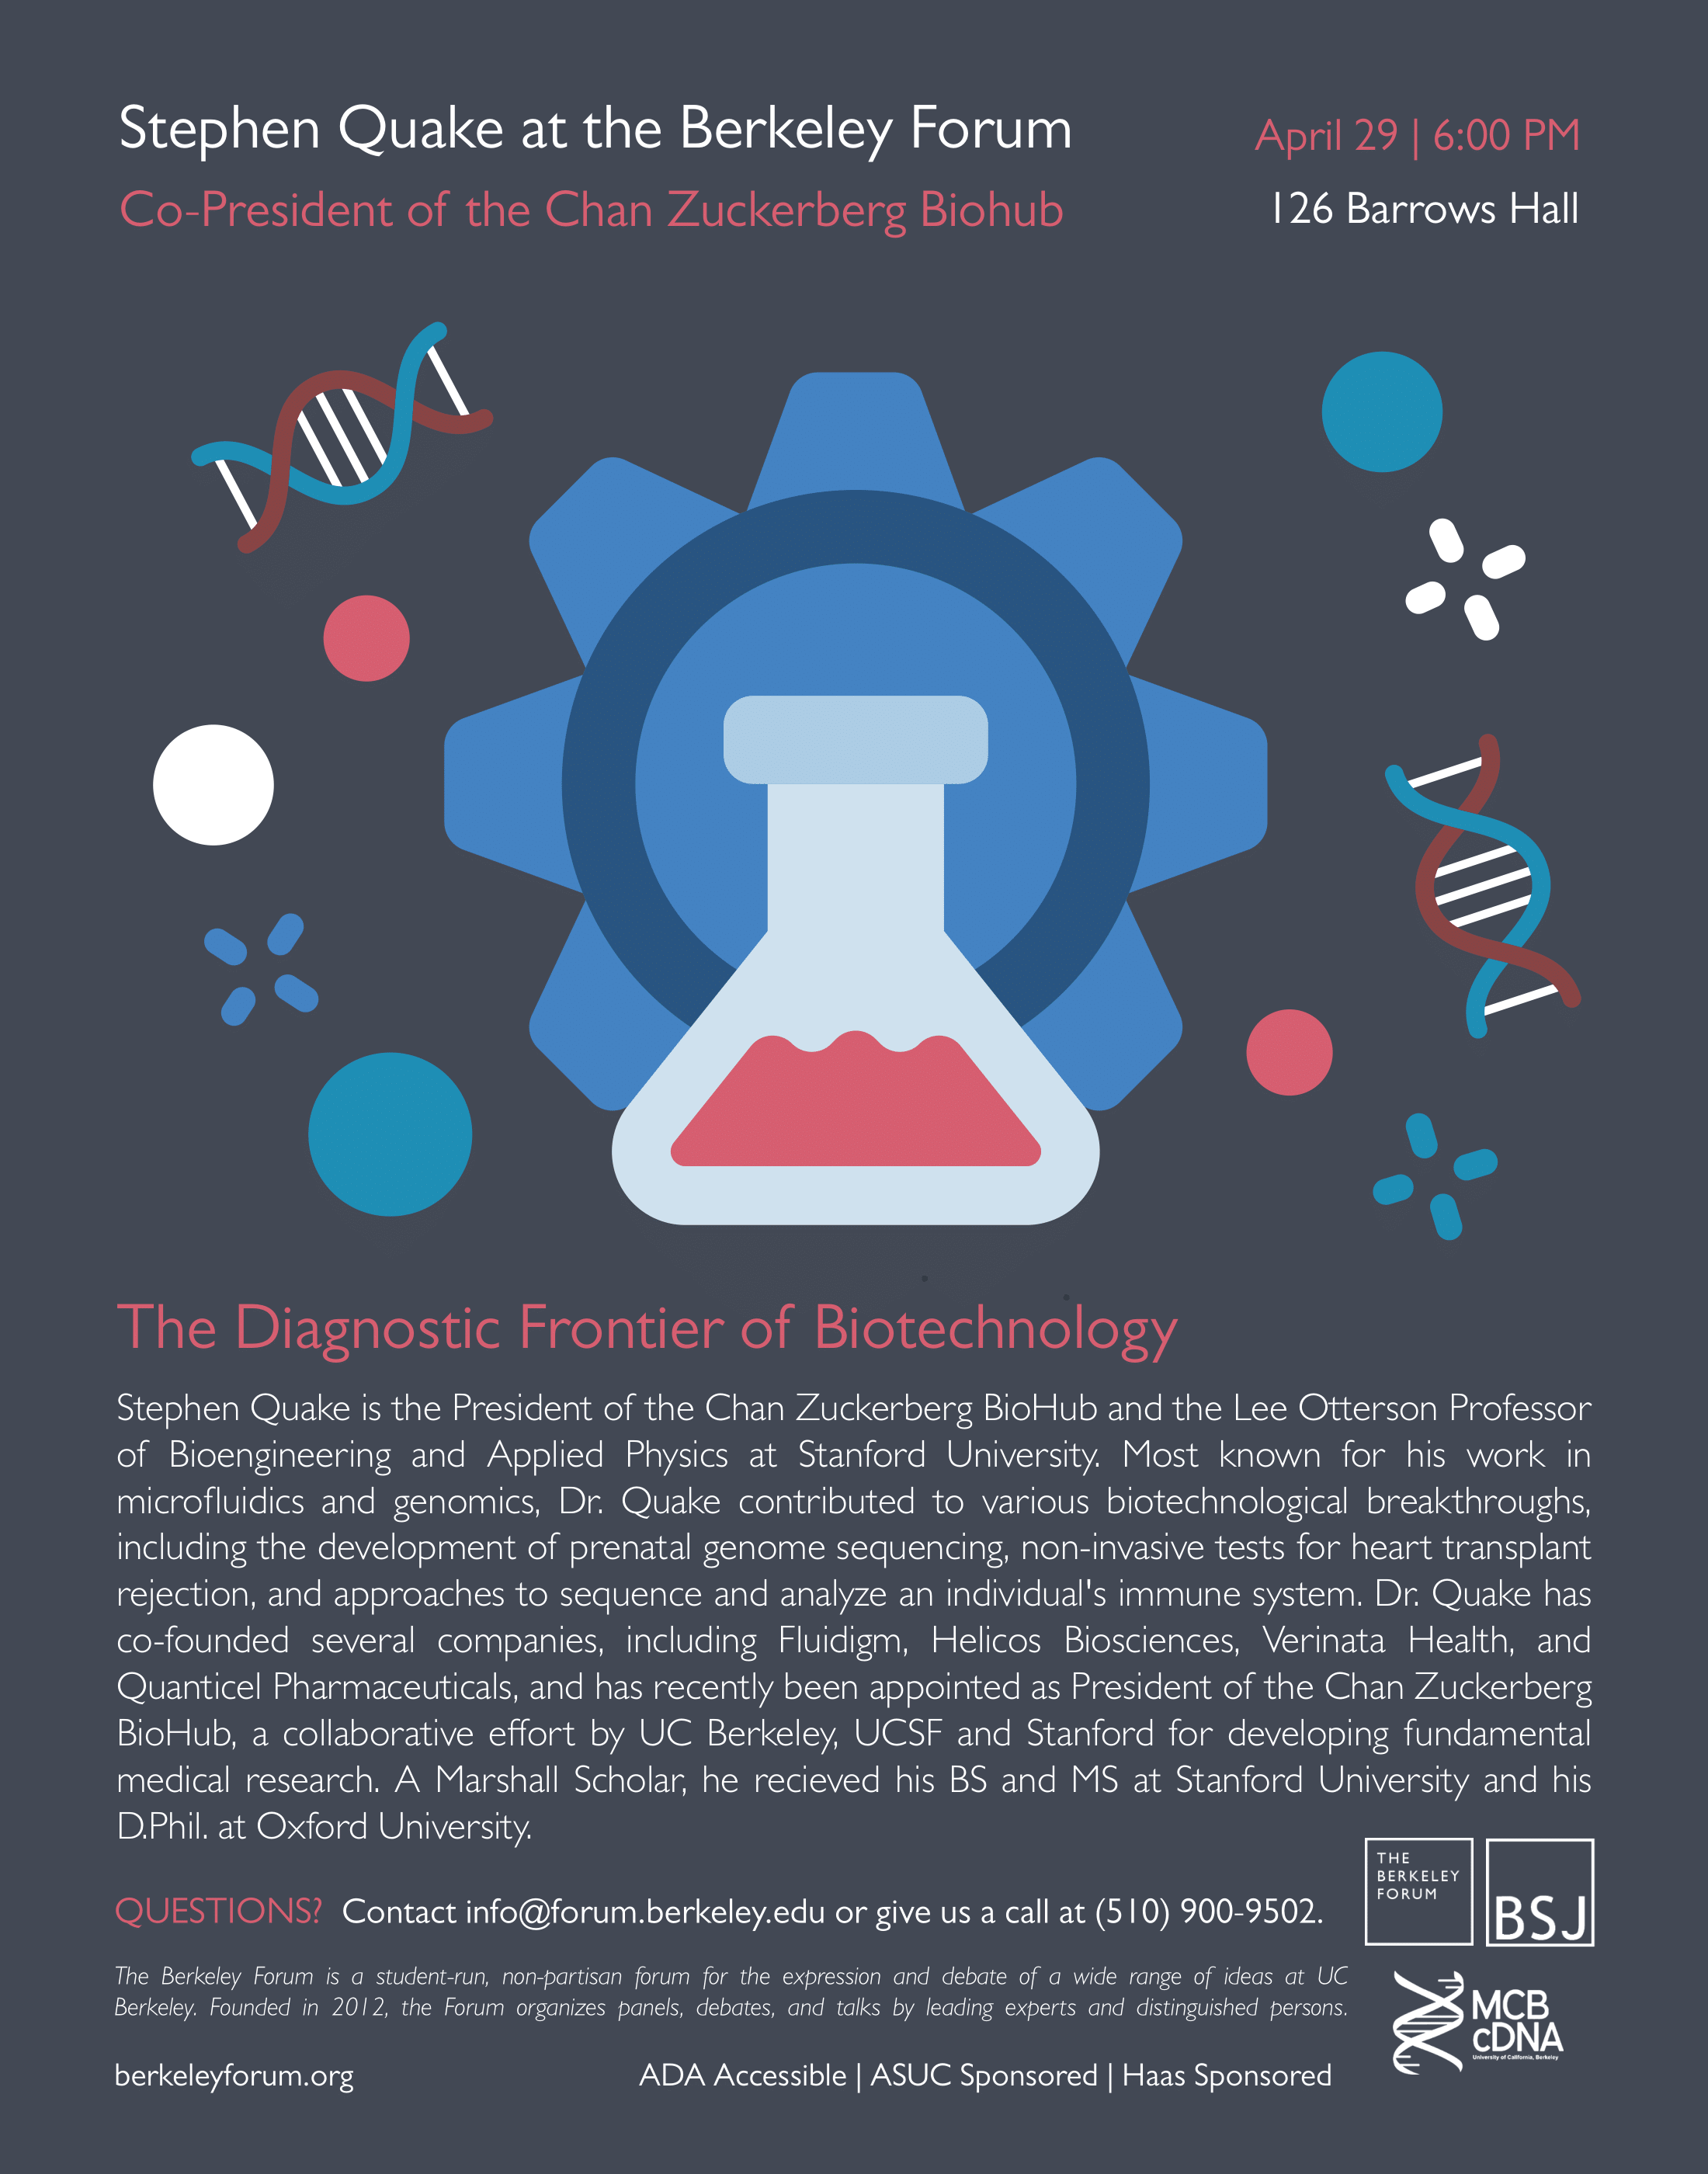 Stephen Quake at the Berkeley Forum
April 29 | 6:00 PM
Co-President of the Chan Zuckerberg Biohub
126 Barrows Hall
The Diagnostic Frontier of Biotechnology
Stephen Quake is the President of the Chan Zuckerberg BioHub and the Lee Otterson Professor
of Bioengineering and Applied Physics at Stanford University. Most known for his work in
microfluidics and genomics, Dr. Quake contributed to various biotechnological breakthroughs,
including the development of prenatal genome sequencing, non-invasive tests for heart transplant
rejection, and approaches to sequence and analyze an individual's immune system. Dr. Quake has
co-founded several companies, including Fluidigm, Helicos Biosciences, Verinata Health, and
Quanticel Pharmaceuticals, and has recently been appointed as President of the Chan Zuckerberg
BioHub, a collaborative effort by UC Berkeley, UCSF and Stanford for developing fundamental
medical research. A Marshall Scholar, he recieved his BS and MS at Stanford University and his
D.Phil. at Oxford University.
THE
BERKELEY
FORUM
BSJ
QUESTIONS? Contact info@forum.berkeley.edu or give us a call at (510) 900-9502.
The Berkeley Forum is a student-run, non-partisan forum for the expression and debate of a wide range of ideas at UC
Berkeley. Founded in 2012, the Forum organizes panels, debates, and talks by leading experts and distinguished persons.
MCB
cDNA
University of California, Berkeley
berkeleyforum.org
ADA Accessible | ASUC Sponsored | Haas Sponsored